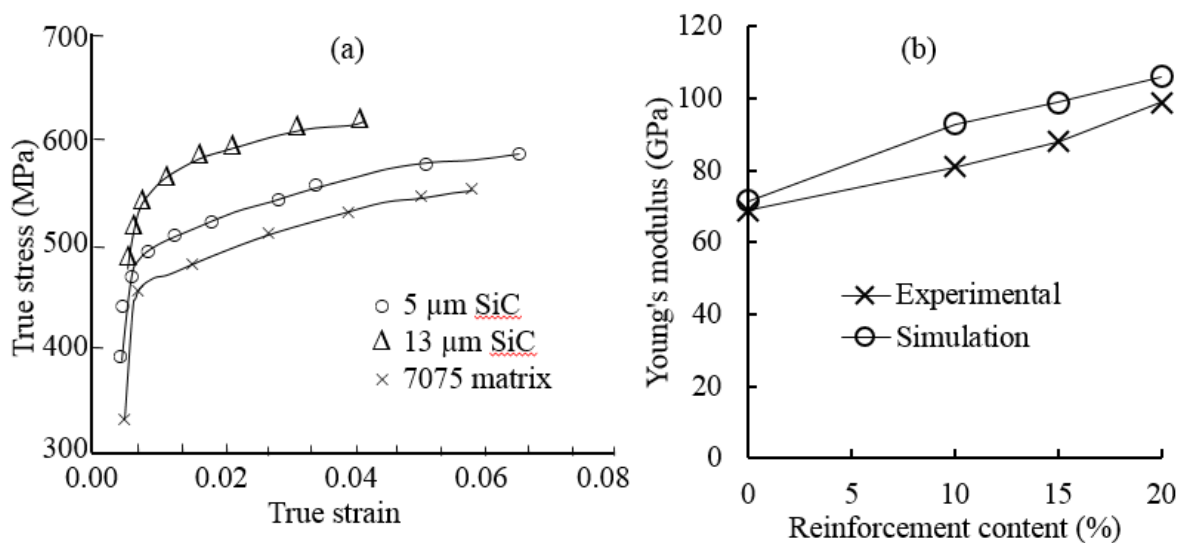 700
(a)
600
500
400
300
True stress (MPa)
5 μm SiC
13 μm SiC
7075 matrix
0.00
0.02
0.04
0.06
0.08
True strain
120
(b)
100
80
60
40
20
0
Young's modulus (GPa)
Experimental
Simulation
0
5
10
15
20
Reinforcement content (%)